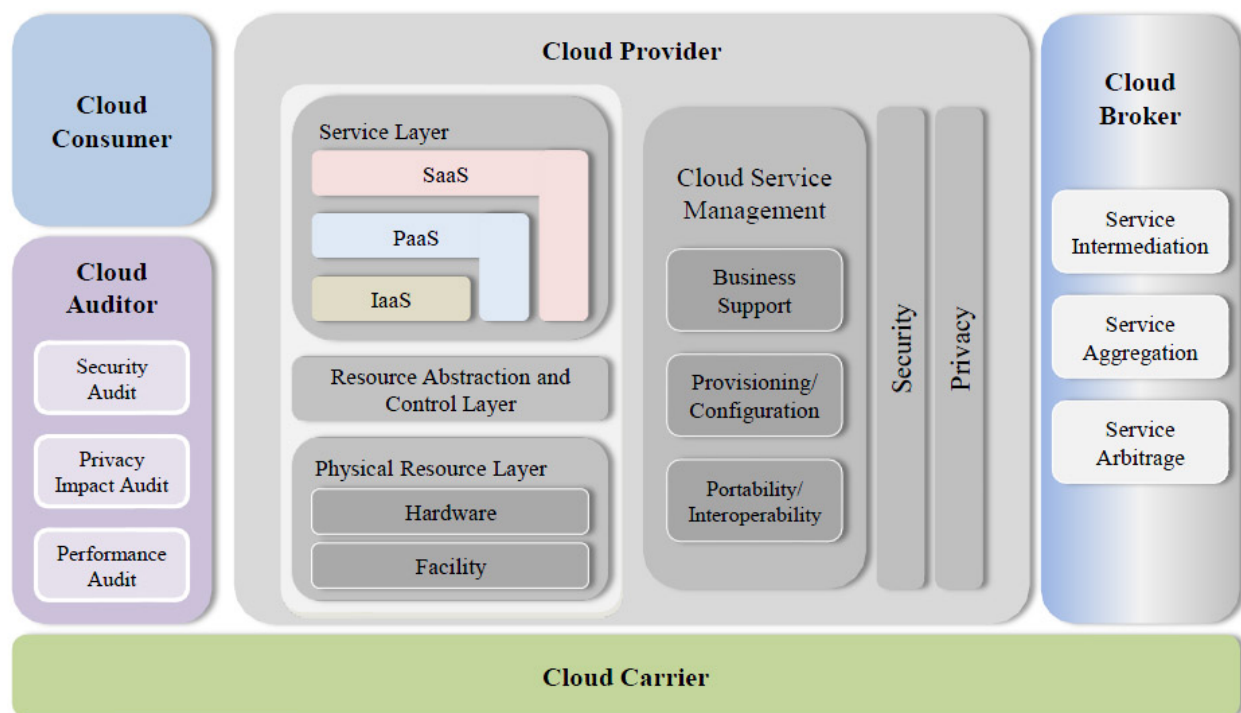 Cloud
Consumer
Cloud
Auditor
Security
Audit
Privacy
Impact Audit
Performance
Audit
Cloud Provider
Service Layer
SaaS
PaaS
IaaS
Resource Abstraction and
Control Layer
Physical Resource Layer
Hardware
Facility
Cloud Service
Management
Business
Support
Provisioning/
Configuration
Portability/
Interoperability
Security
Privacy
Cloud
Broker
Service
Intermediation
Service
Aggregation
Service
Arbitrage
Cloud Carrier